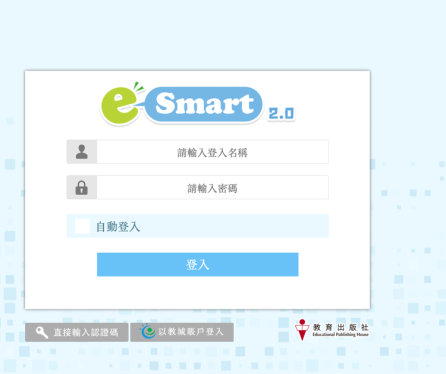 e Smart 2.0
請輸入登入名稱
請輸入密碼
自動登入
登入
直接輸入認證碼
以教城賬戶登入
教育出版社
Educational Publishing House